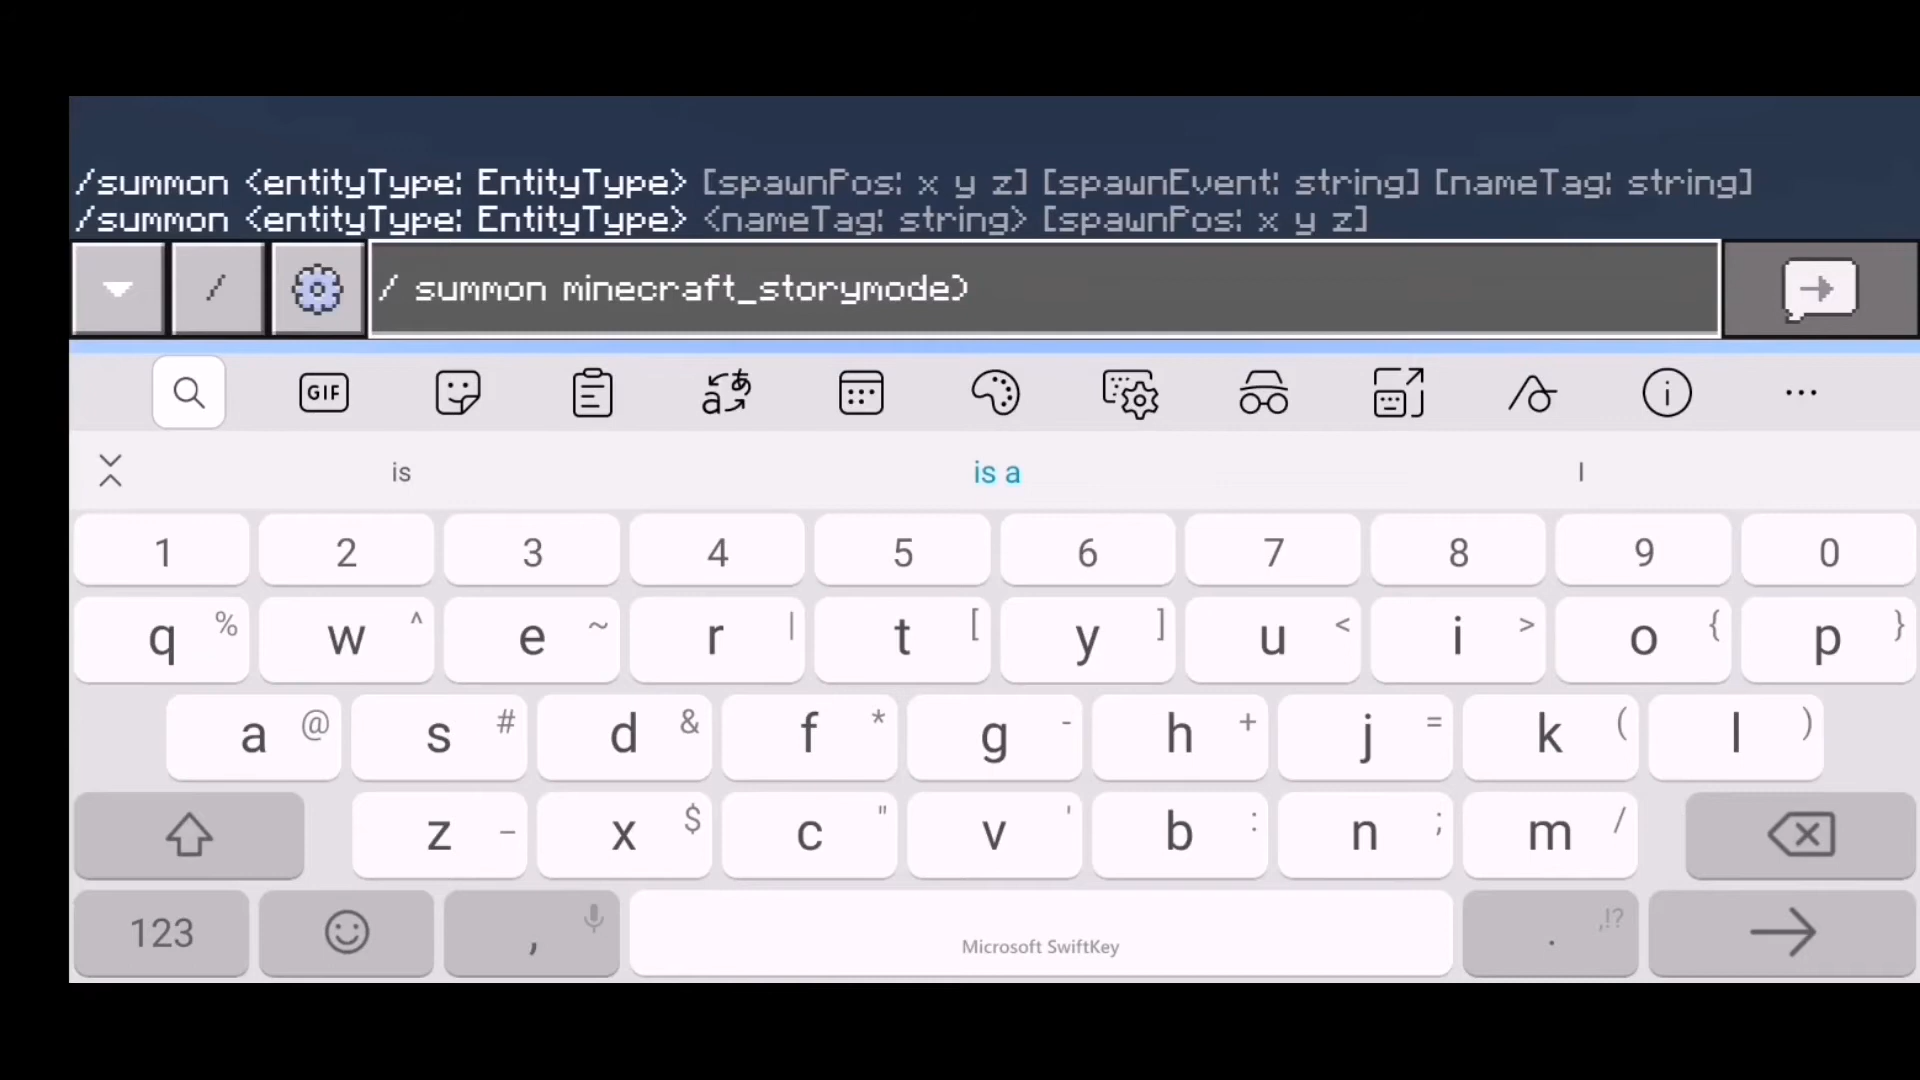 /summon <entityType: EntityType> [spawnPos: x y z] [spawnEvent: string] [nameTag: string]
/summon <entityType: EntityType> <nameTag: string> [spawnPos: x y z]
/
/ summon minecraft_storymode)
GIF
is
is a
I
1 2 3 4 5 6 7 8 9 0
q % w ^ e ~ r | t [ y ] u < i > o { p }
a @ s # d & f * g - h + j = k ( l )
z _ x $ c " v ' b : n ; m /
123 , Microsoft SwiftKey . ,!?